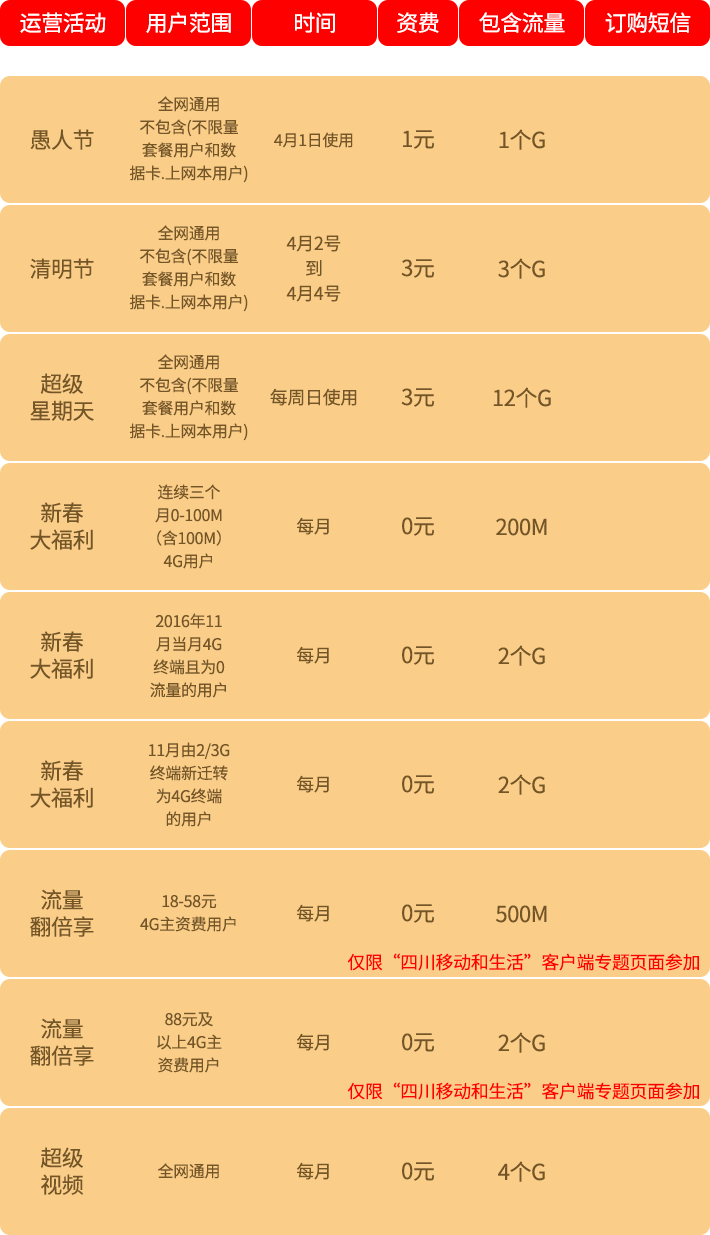 运营活动 用户范围 时间 资费 包含流量 订购短信
愚人节
全网通用
不包含(不限量
套餐用户和数
据卡.上网本用户)
4月1日使用
1元
1个G
清明节
全网通用
不包含(不限量
套餐用户和数
据卡.上网本用户)
4月2号
到
4月4号
3元
3个G
超级
星期天
全网通用
不包含(不限量
套餐用户和数
据卡.上网本用户)
每周日使用
3元
12个G
新春
大福利
连续三个
月0-100M
（含100M）
4G用户
每月
0元
200M
新春
大福利
2016年11
月当月4G
终端且为0
流量的用户
每月
0元
2个G
新春
大福利
11月由2/3G
终端新迁转
为4G终端
的用户
每月
0元
2个G
流量
翻倍享
18-58元
4G主资费用户
每月
0元
500M
仅限“四川移动和生活”客户端专题页面参加
流量
翻倍享
88元及
以上4G主
资费用户
每月
0元
2个G
仅限“四川移动和生活”客户端专题页面参加
超级
视频
全网通用
每月
0元
4个G